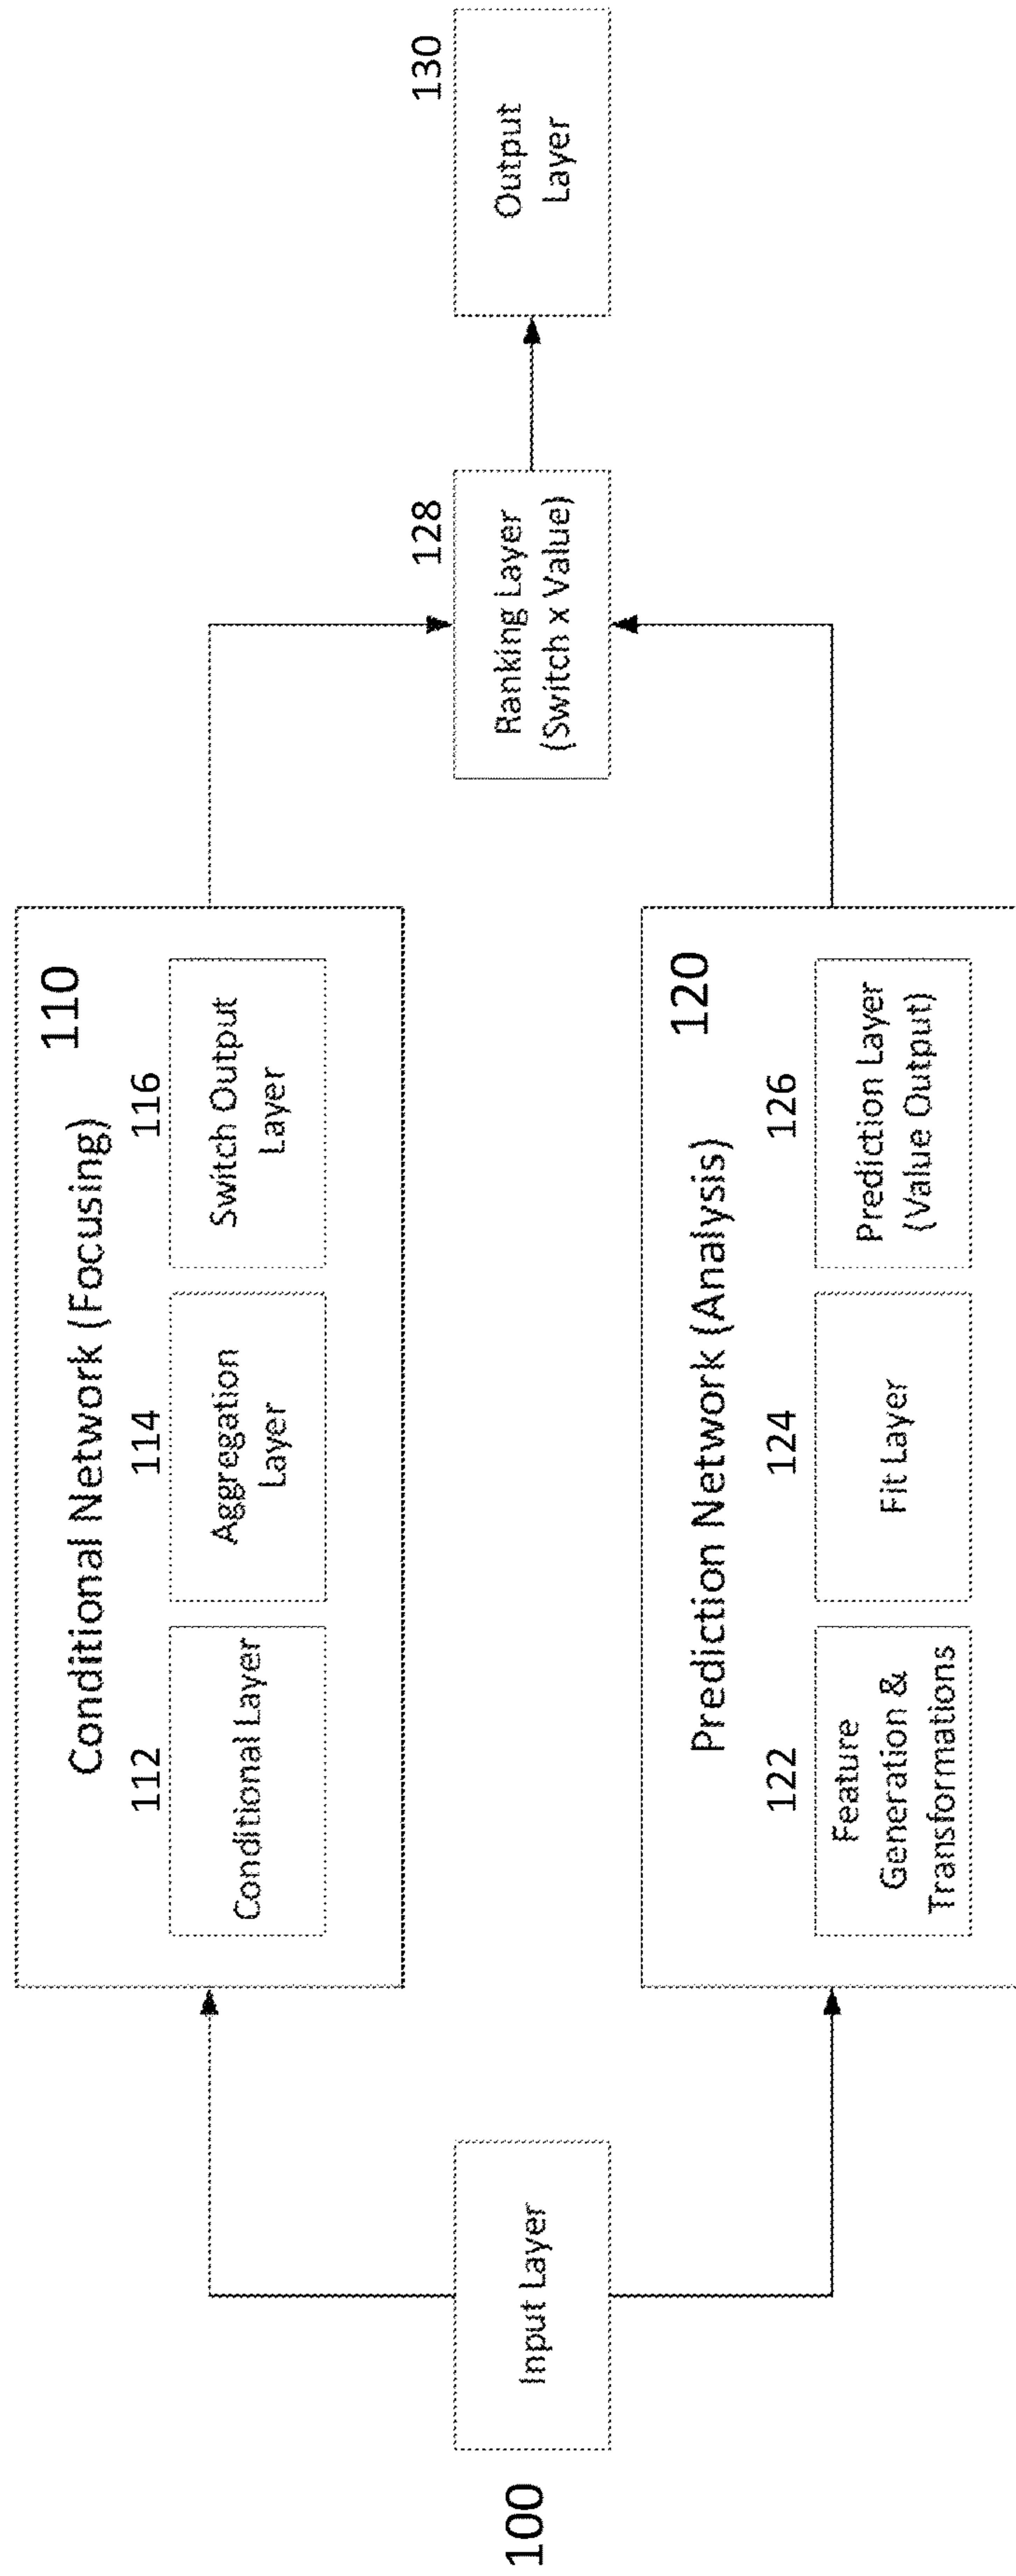 100
Input Layer
Conditional Network (Focusing)
110
112
Conditional Layer
114
Aggregation
Layer
116
Switch Output
Layer
Prediction Network (Analysis)
120
122
Feature
Generation &
Transformations
124
Fit Layer
126
Prediction Layer
(Value Output)
128
Ranking Layer
(Switch x Value)
130
Output
Layer